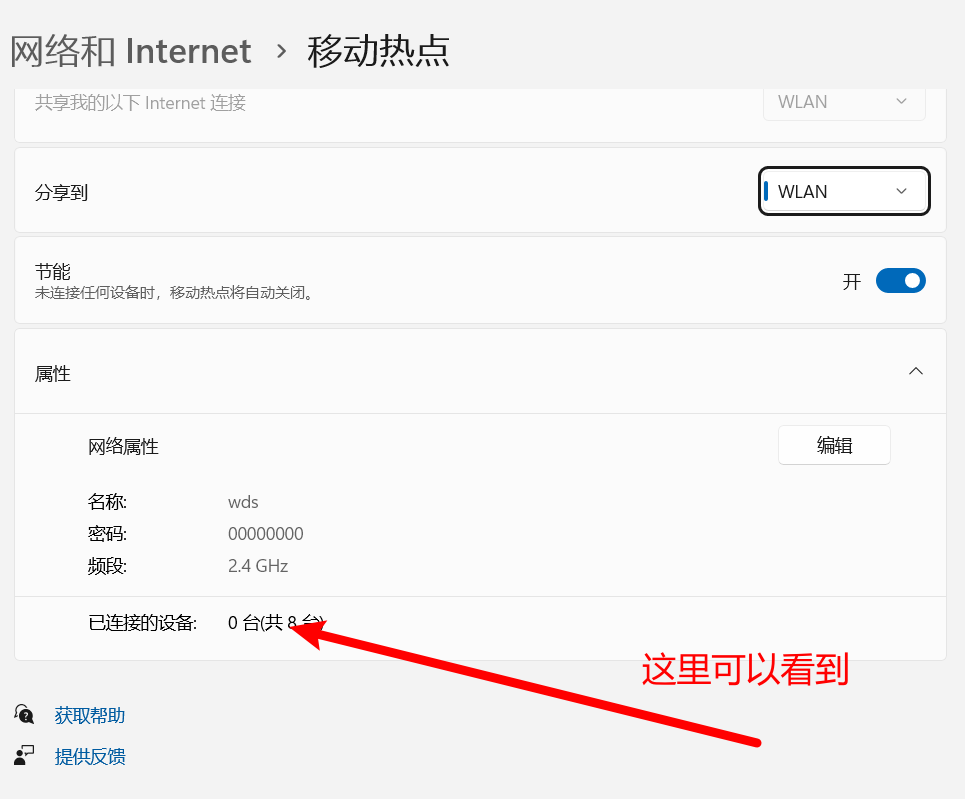 网络和 Internet › 移动热点
共享我的以下 Internet 连接
WLAN
分享到
WLAN
节能
未连接任何设备时，移动热点将自动关闭。
开
属性
网络属性
编辑
名称: wds
密码: 00000000
频段: 2.4 GHz
已连接的设备: 0 台(共 8 台)
这里可以看到
获取帮助
提供反馈